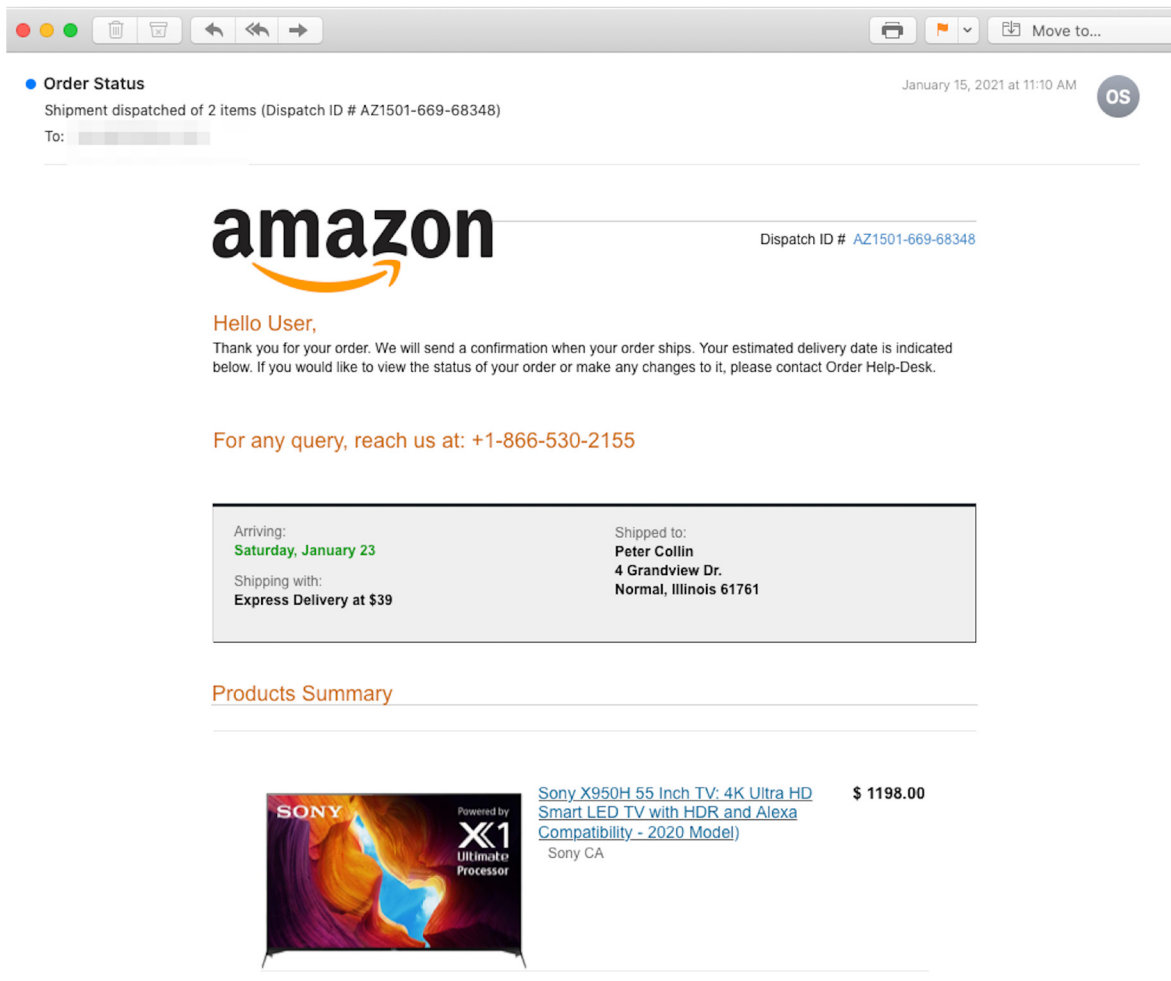 Move to...
Order Status
January 15, 2021 at 11:10 AM
OS
Shipment dispatched of 2 items (Dispatch ID # AZ1501-669-68348)
To:
amazon
Dispatch ID # AZ1501-669-68348
Hello User,
Thank you for your order. We will send a confirmation when your order ships. Your estimated delivery date is indicated
below. If you would like to view the status of your order or make any changes to it, please contact Order Help-Desk.
For any query, reach us at: +1-866-530-2155
Arriving:
Saturday, January 23
Shipping with:
Express Delivery at $39
Shipped to:
Peter Collin
4 Grandview Dr.
Normal, Illinois 61761
Products Summary
SONY
Powered by
X1
Ultimate
Processor
Sony X950H 55 Inch TV: 4K Ultra HD
Smart LED TV with HDR and Alexa
Compatibility - 2020 Model)
Sony CA
$ 1198.00